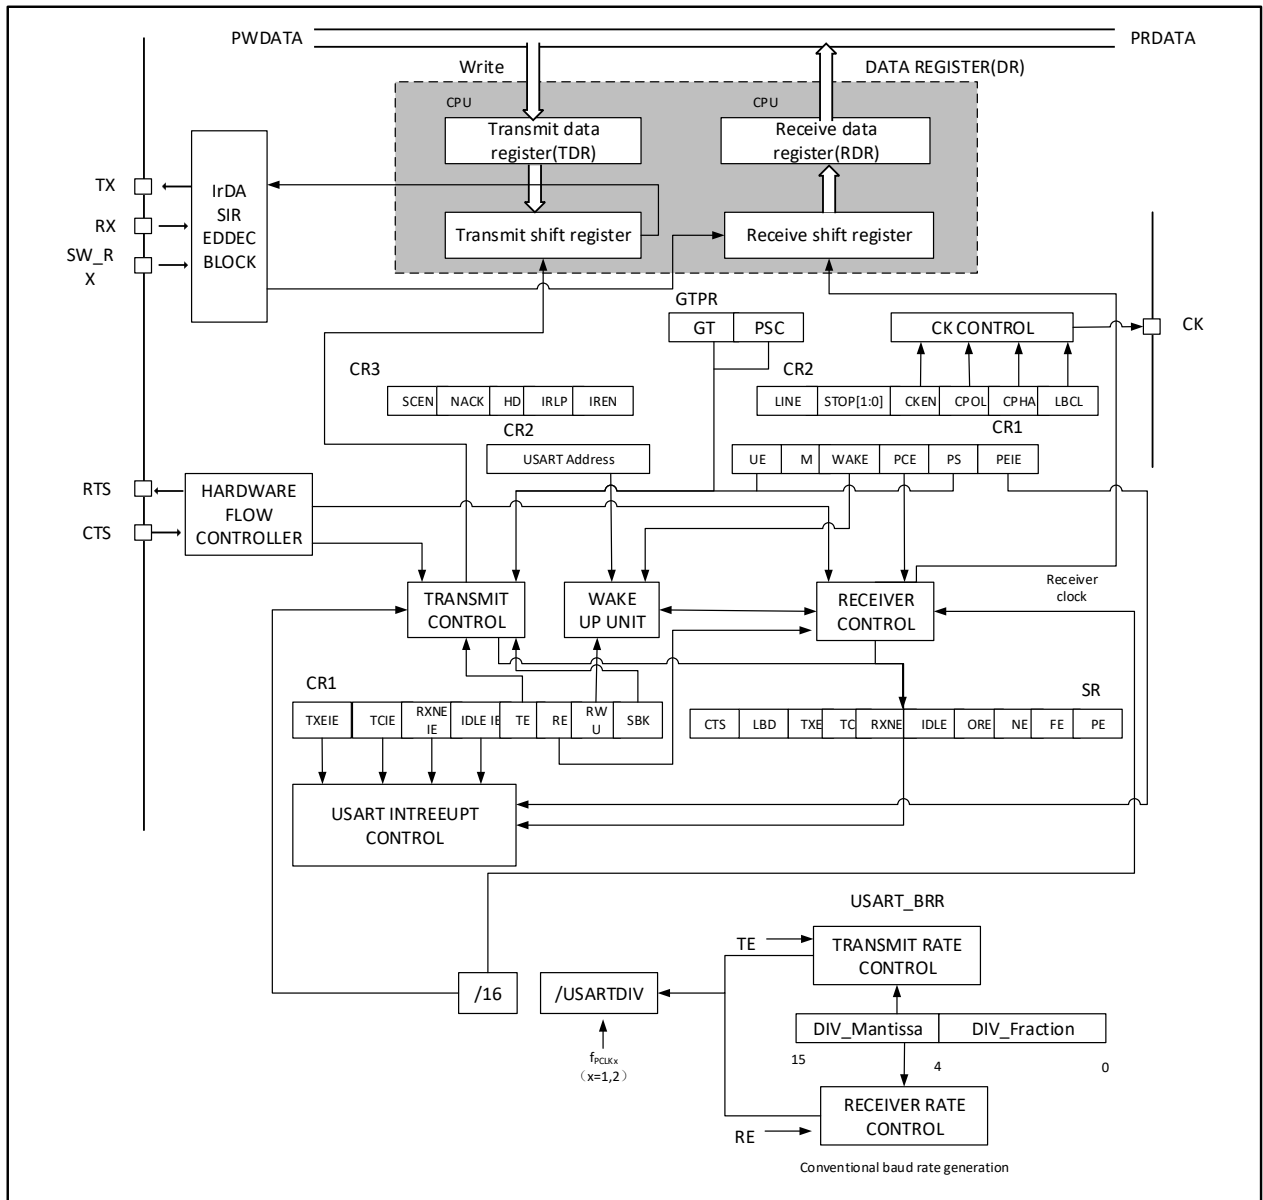 PWDATA
PRDATA
Write
DATA REGISTER(DR)
CPU
CPU
Transmit data
register(TDR)
Receive data
register(RDR)
TX
RX
SW_R
X
IrDA
SIR
EDDEC
BLOCK
Transmit shift register
Receive shift register
GTPR
GT
PSC
CK CONTROL
CK
CR3
SCEN
NACK
HD
IRLP
IREN
CR2
LINE
STOP[1:0]
CKEN
CPOL
CPHA
LBCL
CR2
USART Address
CR1
UE
M
WAKE
PCE
PS
PEIE
RTS
CTS
HARDWARE
FLOW
CONTROLLER
TRANSMIT
CONTROL
WAKE
UP UNIT
RECEIVER
CONTROL
Receiver
clock
CR1
TXEIE
TCIE
RXNE
IE
IDLE IE
TE
RE
RW
U
SBK
SR
CTS
LBD
TXE
TC
RXNE
IDLE
ORE
NE
FE
PE
USART INTREEUPT
CONTROL
USART_BRR
TE
TRANSMIT RATE
CONTROL
/16
/USARTDIV
DIV_Mantissa
DIV_Fraction
15
4
0
fPCLKx
（x=1,2）
RECEIVER RATE
CONTROL
RE
Conventional baud rate generation